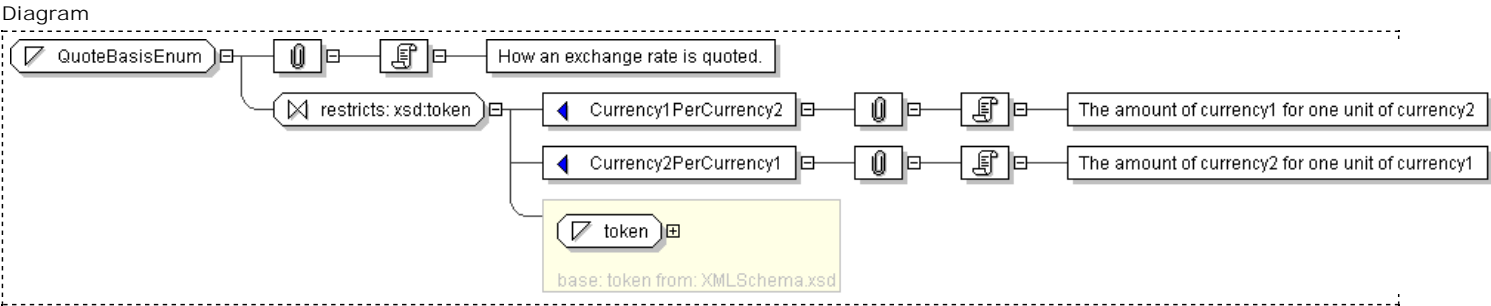 Diagram
QuoteBasisEnum
How an exchange rate is quoted.
restricts: xsd:token
Currency1PerCurrency2
The amount of currency1 for one unit of currency2
Currency2PerCurrency1
The amount of currency2 for one unit of currency1
token
base: token from: XMLSchema.xsd